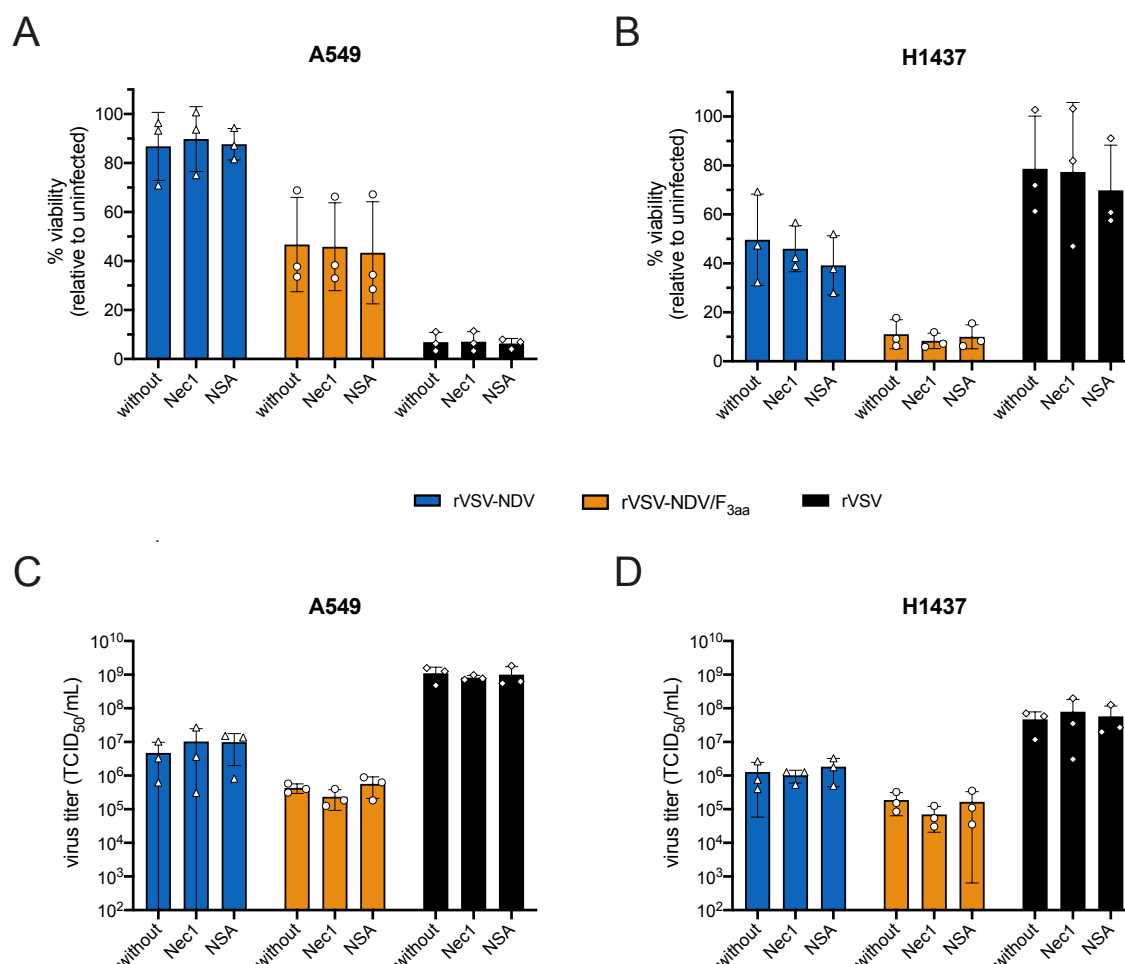 A
A549
% viability
(relative to uninfected)
100
80
60
40
20
0
without
Nec1
NSA
without
Nec1
NSA
without
Nec1
NSA
B
H1437
% viability
(relative to uninfected)
100
80
60
40
20
0
without
Nec1
NSA
without
Nec1
NSA
without
Nec1
NSA
rVSV-NDV
rVSV-NDV/F3aa
rVSV
C
A549
virus titer (TCID50/mL)
10^10
10^9
10^8
10^7
10^6
10^5
10^4
10^3
10^2
without
Nec1
NSA
without
Nec1
NSA
without
Nec1
NSA
D
H1437
virus titer (TCID50/mL)
10^10
10^9
10^8
10^7
10^6
10^5
10^4
10^3
10^2
without
Nec1
NSA
without
Nec1
NSA
without
Nec1
NSA